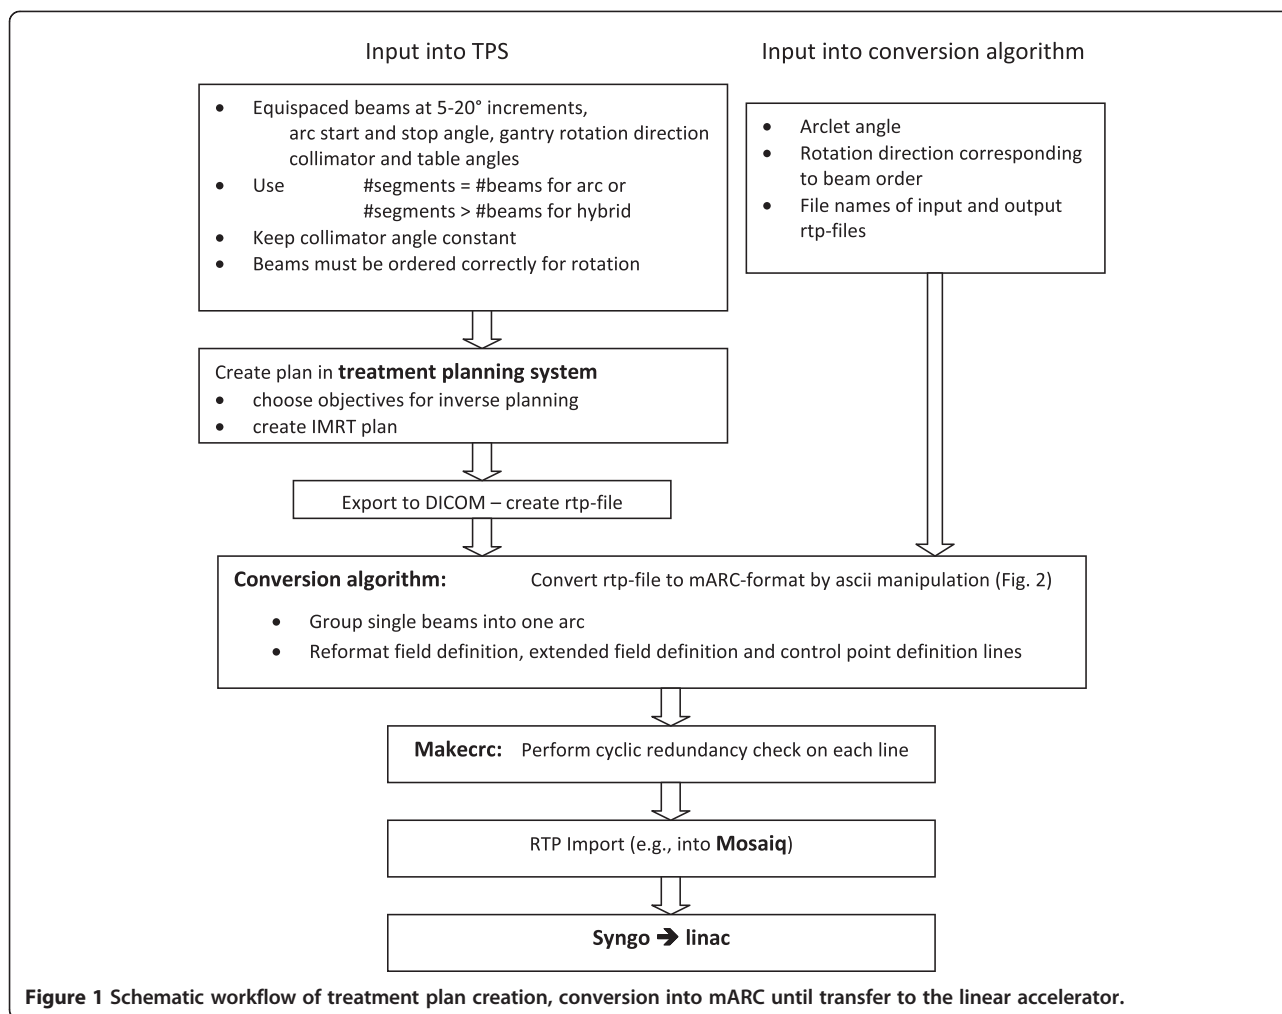 Input into TPS
Input into conversion algorithm
• Equispaced beams at 5-20° increments,
arc start and stop angle, gantry rotation direction
collimator and table angles
• Use #segments = #beams for arc or
#segments > #beams for hybrid
• Keep collimator angle constant
• Beams must be ordered correctly for rotation
• Arclet angle
• Rotation direction corresponding
to beam order
• File names of input and output
rtp-files
Create plan in treatment planning system
• choose objectives for inverse planning
• create IMRT plan
Export to DICOM – create rtp-file
Conversion algorithm: Convert rtp-file to mARC-format by ascii manipulation (Fig. 2)
• Group single beams into one arc
• Reformat field definition, extended field definition and control point definition lines
Makecrc: Perform cyclic redundancy check on each line
RTP Import (e.g., into Mosaiq)
Syngo ➔ linac
Figure 1 Schematic workflow of treatment plan creation, conversion into mARC until transfer to the linear accelerator.